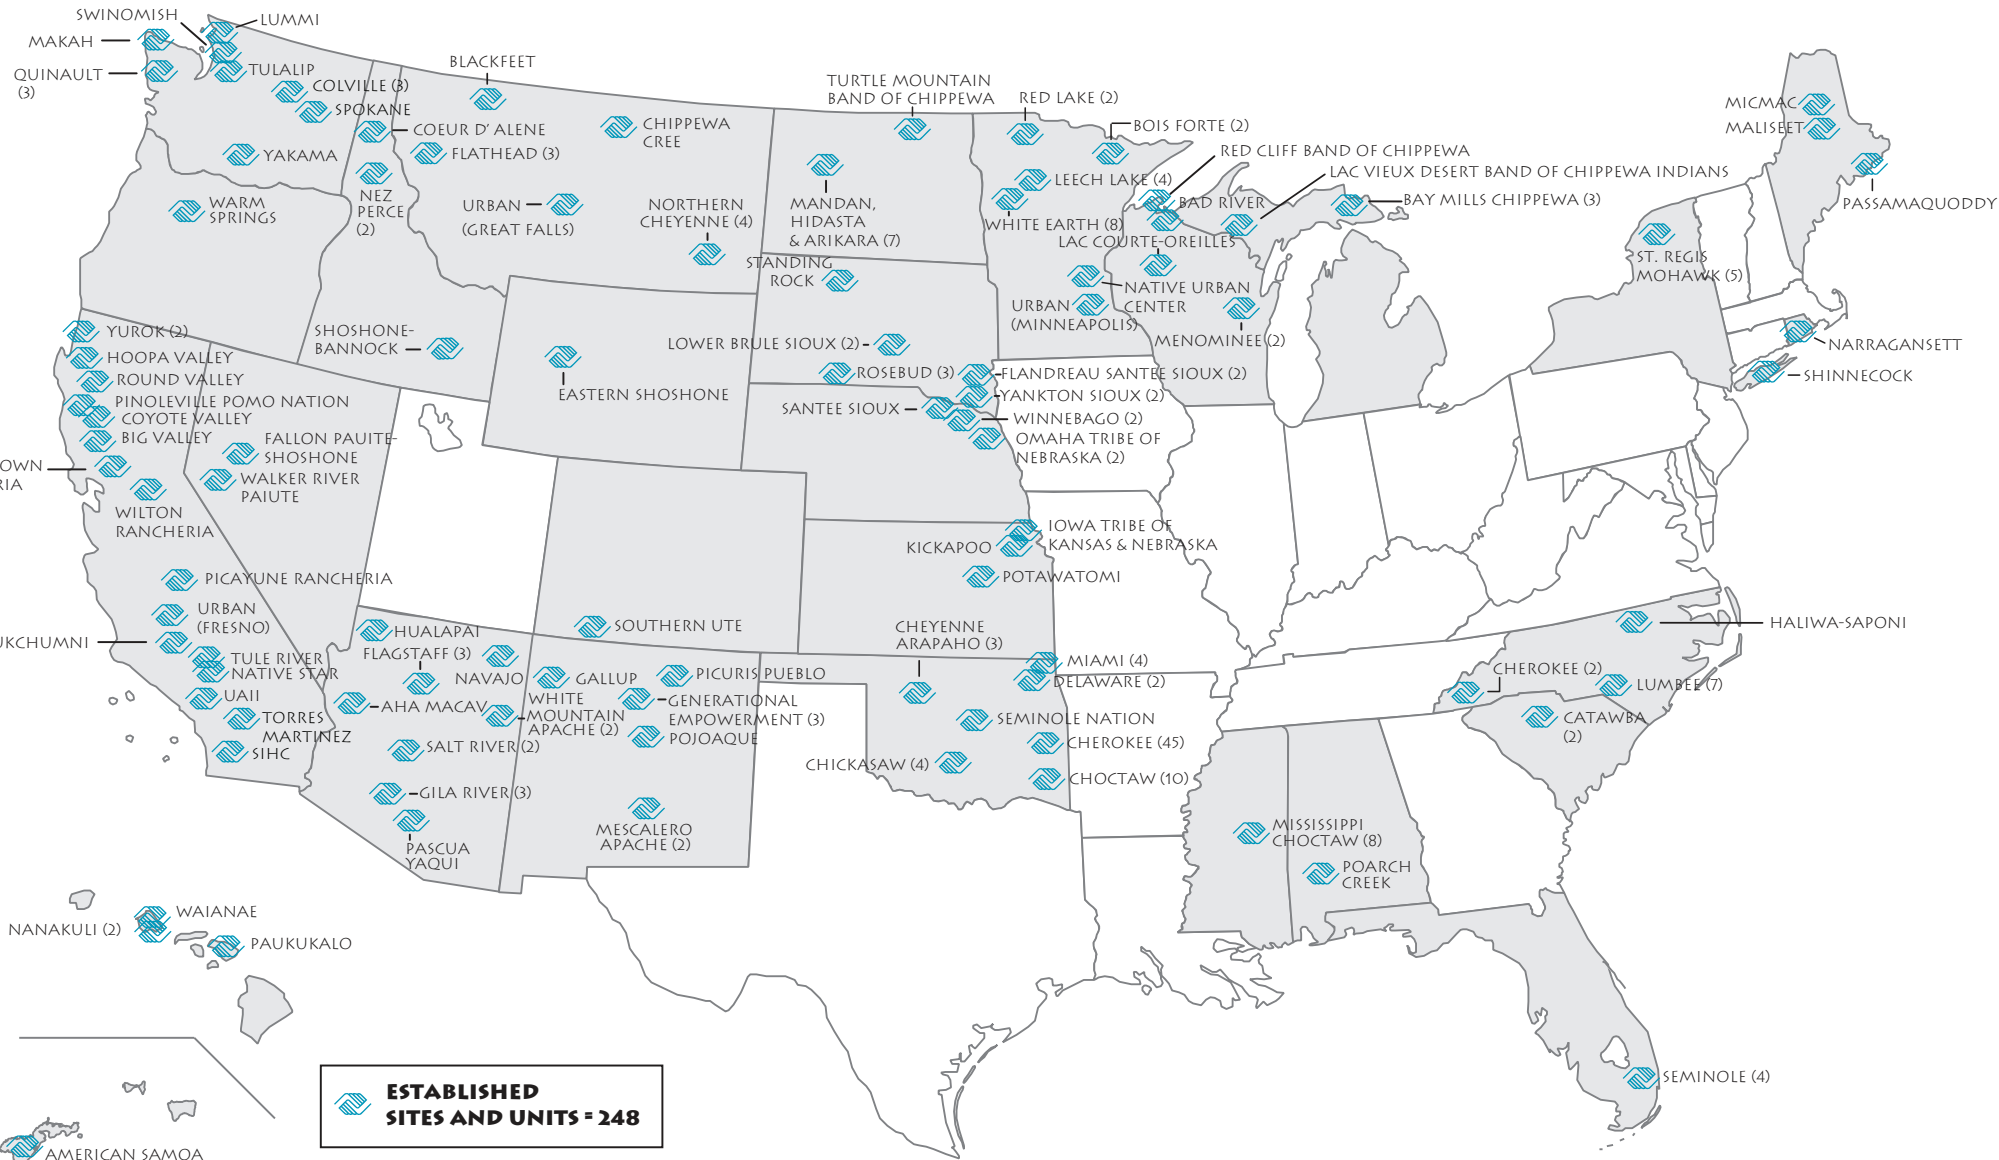 SWINOMISH
LUMMI
MAKAH
QUINAULT
(3)
TULALIP
COLVILLE (3)
SPOKANE
YAKAMA
WARM
SPRINGS
COEUR D' ALENE
FLATHEAD (3)
NEZ
PERCE
(2)
BLACKFEET
CHIPPEWA
CREE
URBAN
(GREAT FALLS)
NORTHERN
CHEYENNE (4)
TURTLE MOUNTAIN
BAND OF CHIPPEWA
MANDAN,
HIDASTA
& ARIKARA (7)
STANDING
ROCK
RED LAKE (2)
BOIS FORTE (2)
LEECH LAKE (4)
WHITE EARTH (8)
RED CLIFF BAND OF CHIPPEWA
LAC VIEUX DESERT BAND OF CHIPPEWA INDIANS
BAD RIVER
BAY MILLS CHIPPEWA (3)
LAC COURTE-OREILLES
NATIVE URBAN
CENTER
URBAN
(MINNEAPOLIS)
MENOMINEE (2)
MICMAC
MALISEET
PASSAMAQUODDY
ST. REGIS
MOHAWK (5)
NARRAGANSETT
SHINNECOCK
YUROK (2)
HOOPA VALLEY
ROUND VALLEY
PINOLEVILLE POMO NATION
COYOTE VALLEY
BIG VALLEY
OWN
RIA
WILTON
RANCHERIA
FALLON PAUITE-
SHOSHONE
WALKER RIVER
PAIUTE
SHOSHONE-
BANNOCK
EASTERN SHOSHONE
LOWER BRULE SIOUX (2)
ROSEBUD (3)
FLANDREAU SANTEE SIOUX (2)
YANKTON SIOUX (2)
SANTEE SIOUX
WINNEBAGO (2)
OMAHA TRIBE OF
NEBRASKA (2)
IOWA TRIBE OF
KANSAS & NEBRASKA
KICKAPOO
POTAWATOMI
PICAYUNE RANCHERIA
URBAN
(FRESNO)
UKCHUMNI
TULE RIVER
NATIVE STAR
UAII
TORRES
MARTINEZ
SIHC
HUALAPAI
FLAGSTAFF (3)
NAVAJO
AHA MACAV
WHITE
MOUNTAIN
APACHE (2)
SALT RIVER (2)
GILA RIVER (3)
PASCUA
YAQUI
SOUTHERN UTE
GALLUP
PICURIS PUEBLO
GENERATIONAL
EMPOWERMENT (3)
POJOAQUE
MESCALERO
APACHE (2)
CHEYENNE
ARAPAHO (3)
MIAMI (4)
DELAWARE (2)
SEMINOLE NATION
CHEROKEE (45)
CHICKASAW (4)
CHOCTAW (10)
HALIWA-SAPONI
CHEROKEE (2)
LUMBEE (7)
CATAWBA
(2)
MISSISSIPPI
CHOCTAW (8)
POARCH
CREEK
SEMINOLE (4)
WAIANAE
NANAKULI (2)
PAUKUKALO
AMERICAN SAMOA
ESTABLISHED
SITES AND UNITS = 248